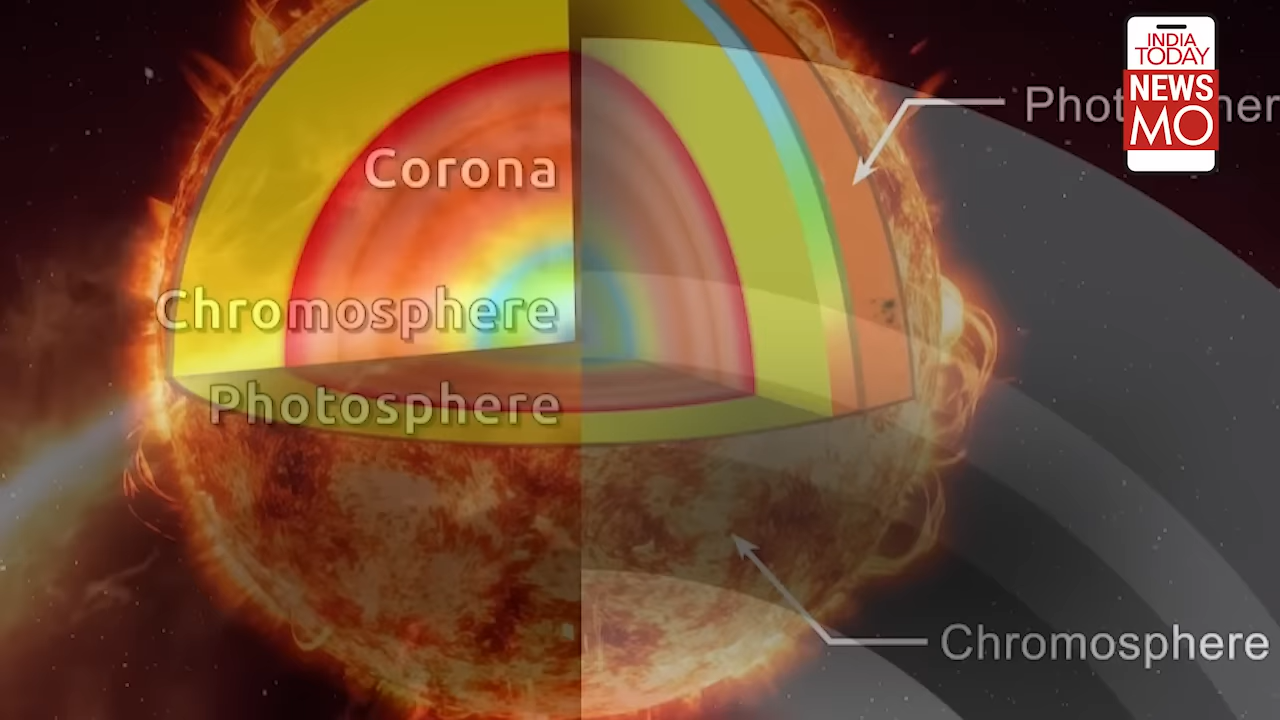 INDIA
TODAY
NEWS
MO
Corona
Chromosphere
Photosphere
Chromosphere